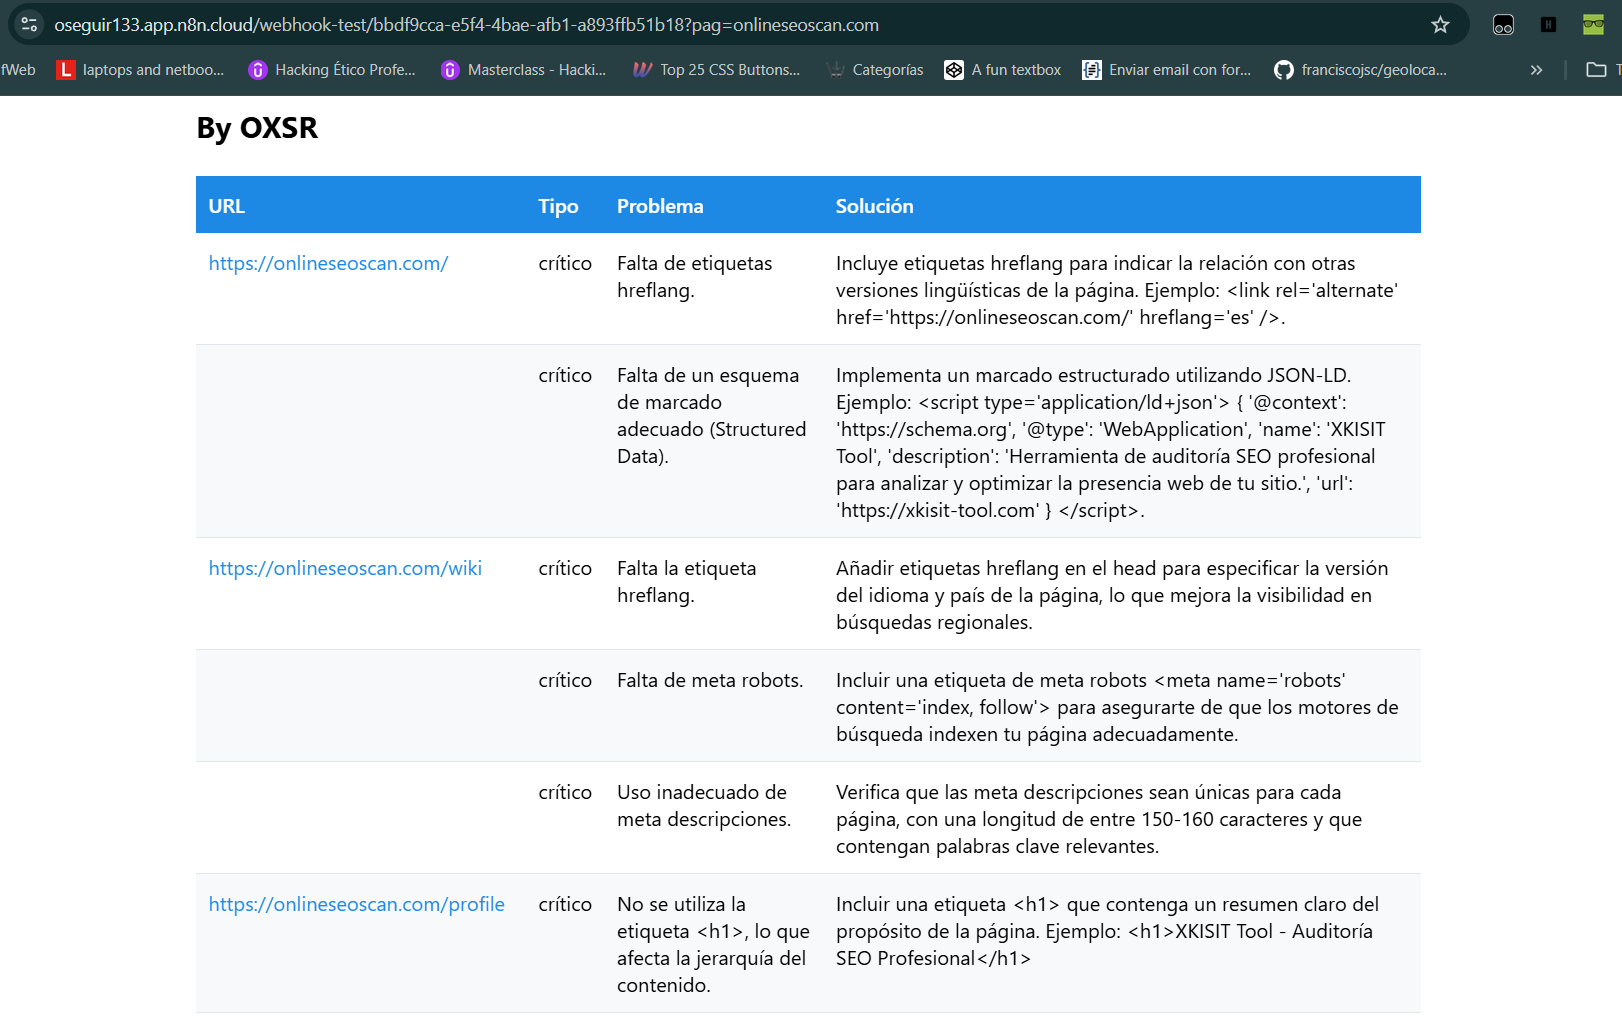 oseguir133.app.n8n.cloud/webhook-test/bbdf9cca-e5f4-4bae-afb1-a893ffb51b18?pag=onlineseoscan.com
fWeb L laptops and netboo... Hacking Ético Profe... Masterclass - Hacki... Top 25 CSS Buttons... Categorías A fun textbox Enviar email con for... franciscojsc/geoloca... » T
By OXSR
URL Tipo Problema Solución
https://onlineseoscan.com/ crítico Falta de etiquetas Incluye etiquetas hreflang para indicar la relación con otras
hreflang. versiones lingüísticas de la página. Ejemplo: <link rel='alternate'
href='https://onlineseoscan.com/' hreflang='es' />.
crítico Falta de un esquema Implementa un marcado estructurado utilizando JSON-LD.
de marcado Ejemplo: <script type='application/ld+json'> { '@context':
adecuado (Structured 'https://schema.org', '@type': 'WebApplication', 'name': 'XKISIT
Data). Tool', 'description': 'Herramienta de auditoría SEO profesional
para analizar y optimizar la presencia web de tu sitio.', 'url':
'https://xkisit-tool.com' } </script>.
https://onlineseoscan.com/wiki crítico Falta la etiqueta Añadir etiquetas hreflang en el head para especificar la versión
hreflang. del idioma y país de la página, lo que mejora la visibilidad en
búsquedas regionales.
crítico Falta de meta robots. Incluir una etiqueta de meta robots <meta name='robots'
content='index, follow'> para asegurarte de que los motores de
búsqueda indexen tu página adecuadamente.
crítico Uso inadecuado de Verifica que las meta descripciones sean únicas para cada
meta descripciones. página, con una longitud de entre 150-160 caracteres y que
contengan palabras clave relevantes.
https://onlineseoscan.com/profile crítico No se utiliza la Incluir una etiqueta <h1> que contenga un resumen claro del
etiqueta <h1>, lo que propósito de la página. Ejemplo: <h1>XKISIT Tool - Auditoría
afecta la jerarquía del SEO Profesional</h1>
contenido.